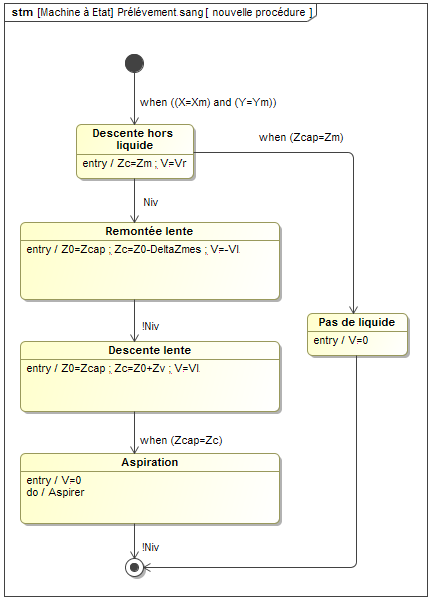 stm [Machine à Etat] Prélévement.sang [ nouvelle procédure ]
when ((X=Xm) and (Y=Ym))
Descente hors
liquide
entry / Zc=Zm ; V=Vr
when (Zcap=Zm)
Niv
Remontée lente
entry / Z0=Zcap ; Zc=Z0-DeltaZmes ; V=-Vl
!Niv
Descente lente
entry / Z0=Zcap ; Zc=Z0+Zv ; V=Vl
Pas de liquide
entry / V=0
when (Zcap=Zc)
Aspiration
entry / V=0
do / Aspirer
!Niv